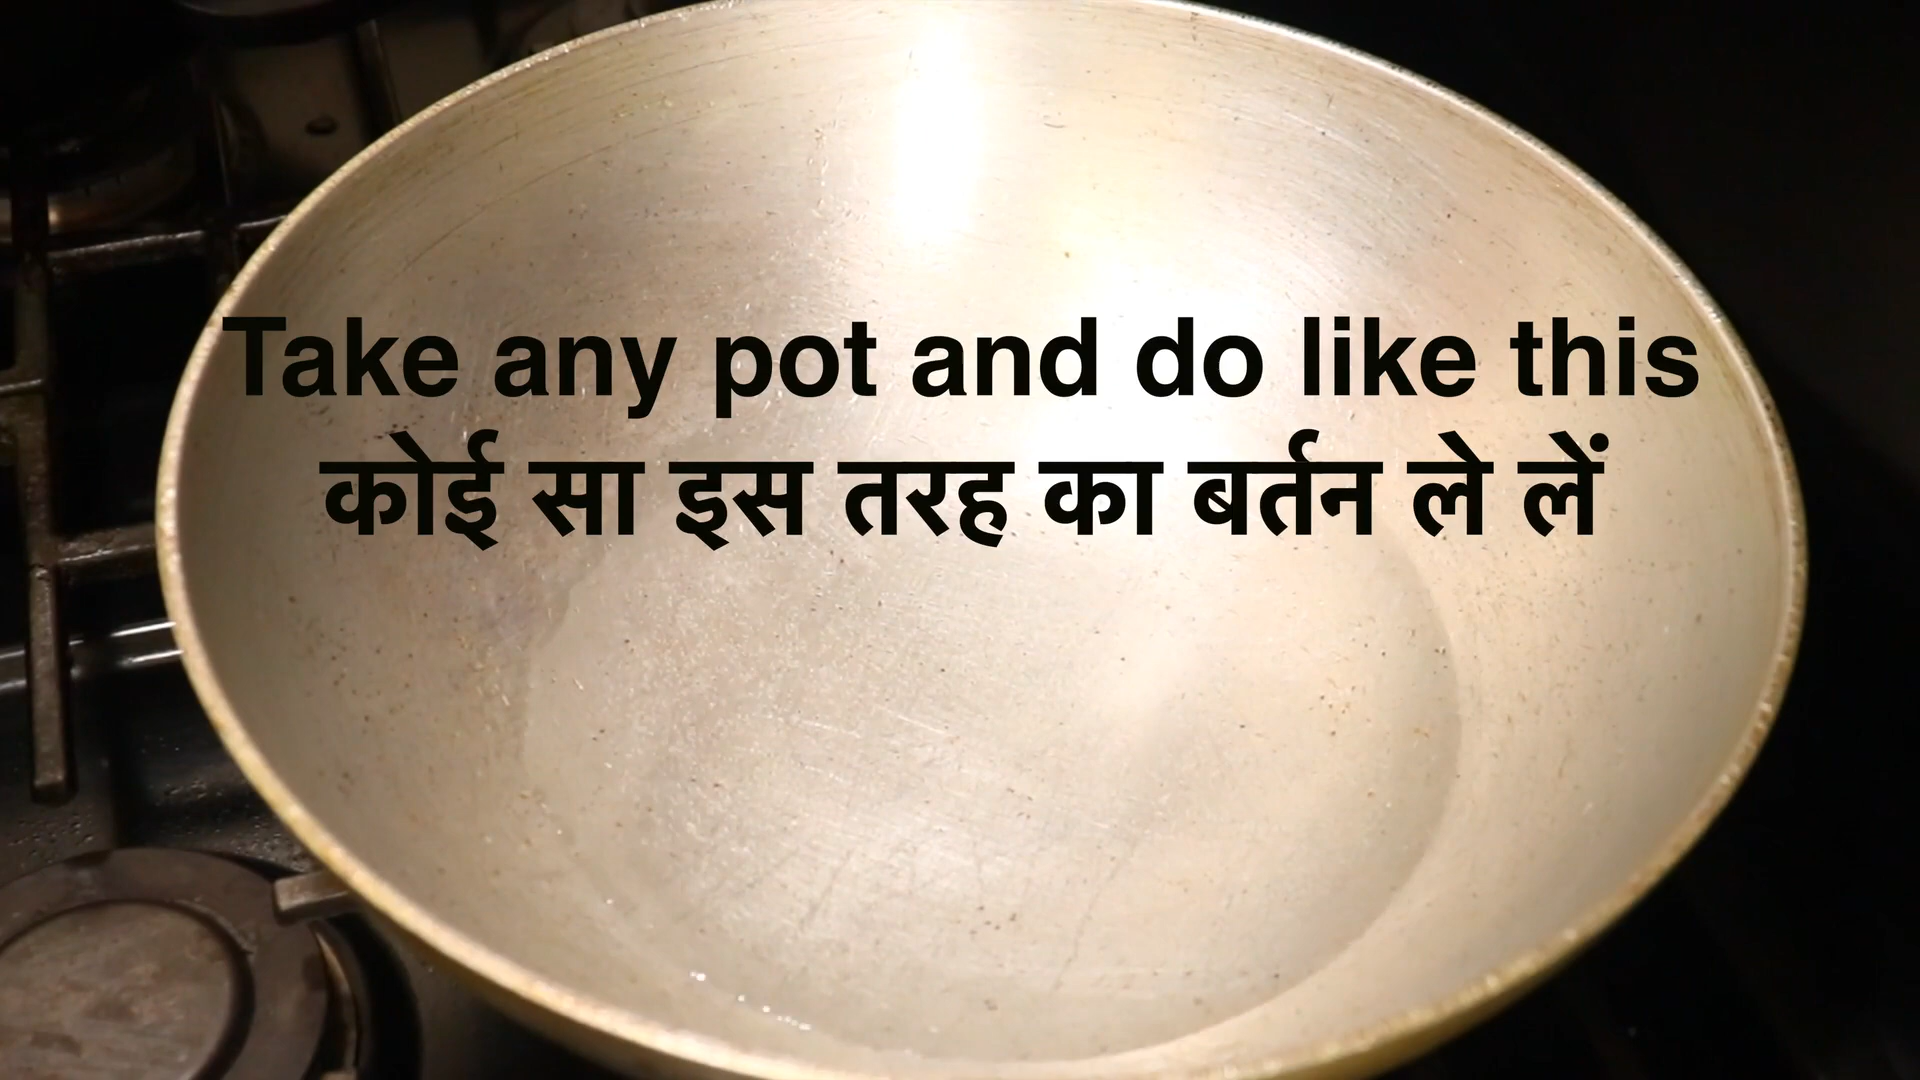 Take any pot and do like this
कोई सा इस तरह का बर्तन ले लें